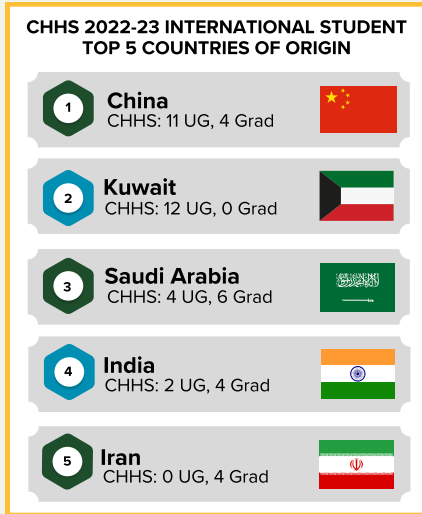 CHHS 2022-23 INTERNATIONAL STUDENT
TOP 5 COUNTRIES OF ORIGIN
1
China
CHHS: 11 UG, 4 Grad
2
Kuwait
CHHS: 12 UG, 0 Grad
3
Saudi Arabia
CHHS: 4 UG, 6 Grad
4
India
CHHS: 2 UG, 4 Grad
5
Iran
CHHS: 0 UG, 4 Grad